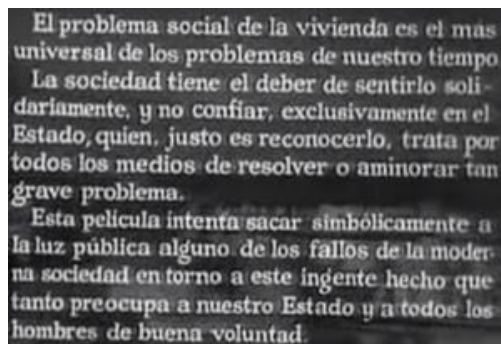 El problema social de la vivienda es el más
universal de los problemas de nuestro tiempo
La sociedad tiene el deber de sentirlo soli-
dariamente, y no confiar, exclusivamente en el
Estado, quien, justo es reconocerlo, trata por
todos los medios de resolver o aminorar tan
grave problema.
Esta película intenta sacar simbólicamente a
la luz pública alguno de los fallos de la moder-
na sociedad en torno a este ingente hecho que
tanto preocupa a nuestro Estado y a todos los
hombres de buena voluntad.